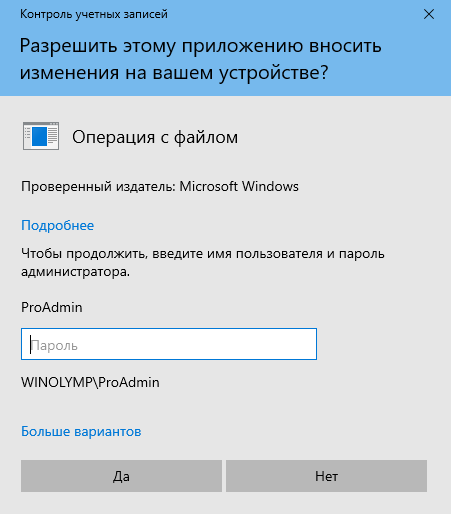 Контроль учетных записей
Разрешить этому приложению вносить
изменения на вашем устройстве?
Операция с файлом
Проверенный издатель: Microsoft Windows
Подробнее
Чтобы продолжить, введите имя пользователя и пароль
администратора.
ProAdmin
Пароль
WINOLYMP\ProAdmin
Больше вариантов
Да
Нет